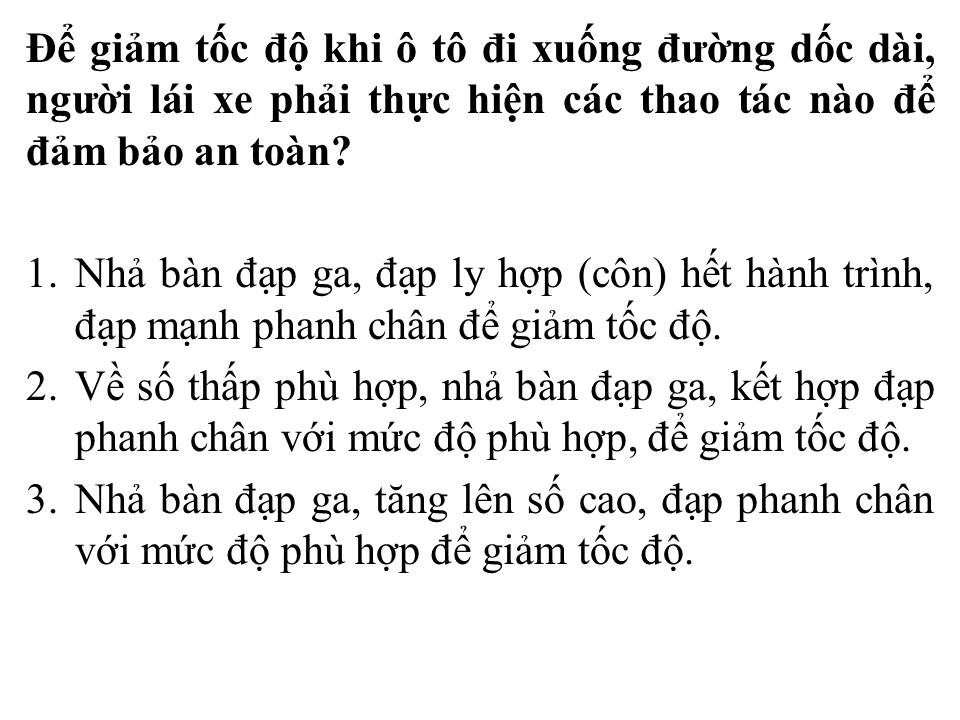 Để giảm tốc độ khi ô tô đi xuống đường dốc dài,
người lái xe phải thực hiện các thao tác nào để
đảm bảo an toàn?
1. Nhả bàn đạp ga, đạp ly hợp (côn) hết hành trình,
đạp mạnh phanh chân để giảm tốc độ.
2. Về số thấp phù hợp, nhả bàn đạp ga, kết hợp đạp
phanh chân với mức độ phù hợp, để giảm tốc độ.
3. Nhả bàn đạp ga, tăng lên số cao, đạp phanh chân
với mức độ phù hợp để giảm tốc độ.